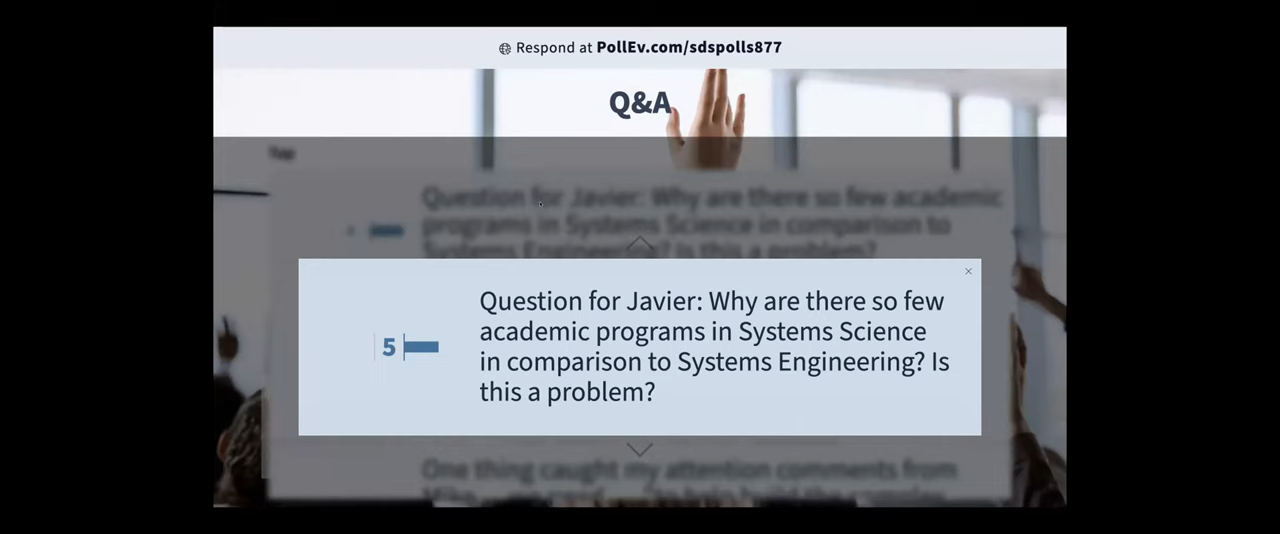 Respond at PollEv.com/sdspolls877
Q&A
Top
Question for Javier: Why are there so few academic
programs in Systems Science in comparison to
Systems Engineering? Is this a problem?
5
Question for Javier: Why are there so few
academic programs in Systems Science
in comparison to Systems Engineering? Is
this a problem?
One thing caught my attention comments from